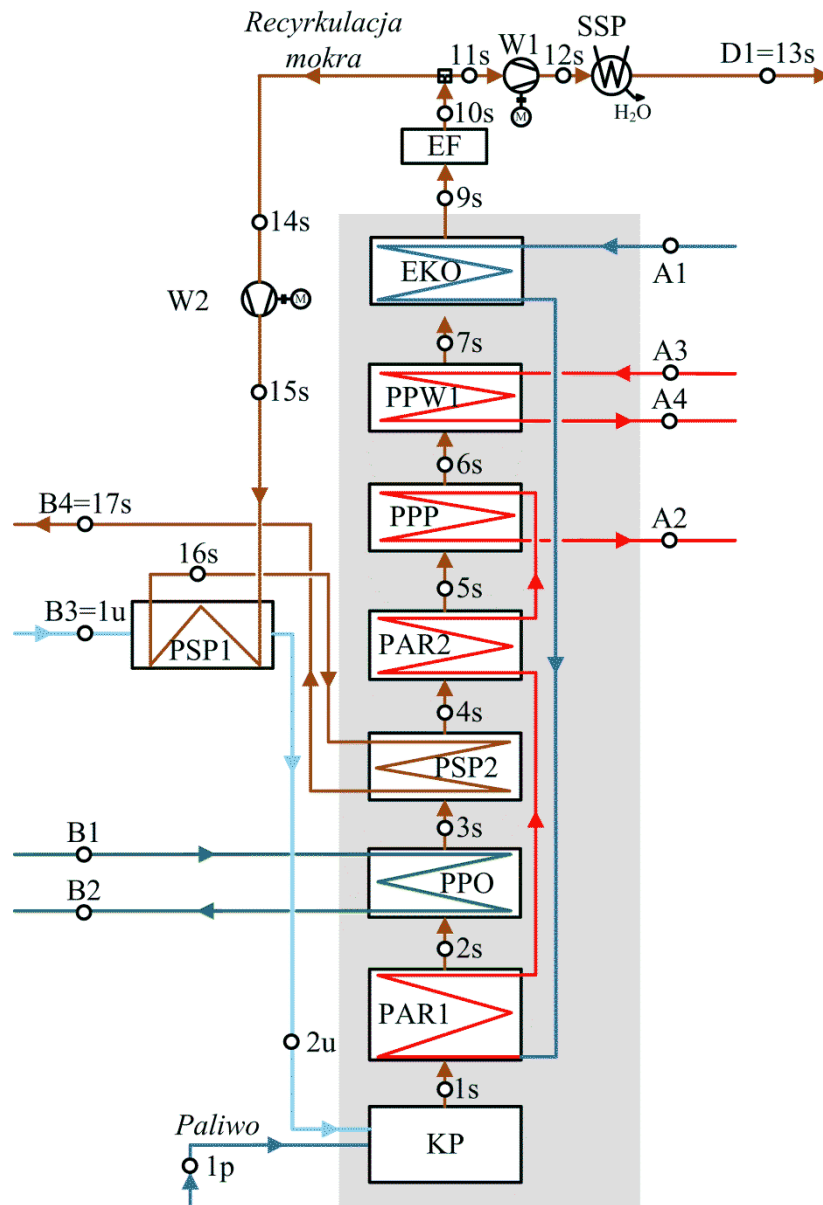 Recyrkulacja
mokra
11s
W1
12s
SSP
D1=13s
M
H₂O
10s
EF
9s
14s
EKO
A1
W2
M
7s
A3
15s
PPW1
A4
6s
B4=17s
PPP
A2
16s
5s
B3=1u
PSP1
PAR2
4s
PSP2
3s
B1
PPO
B2
2s
PAR1
2u
1s
Paliwo
KP
1p